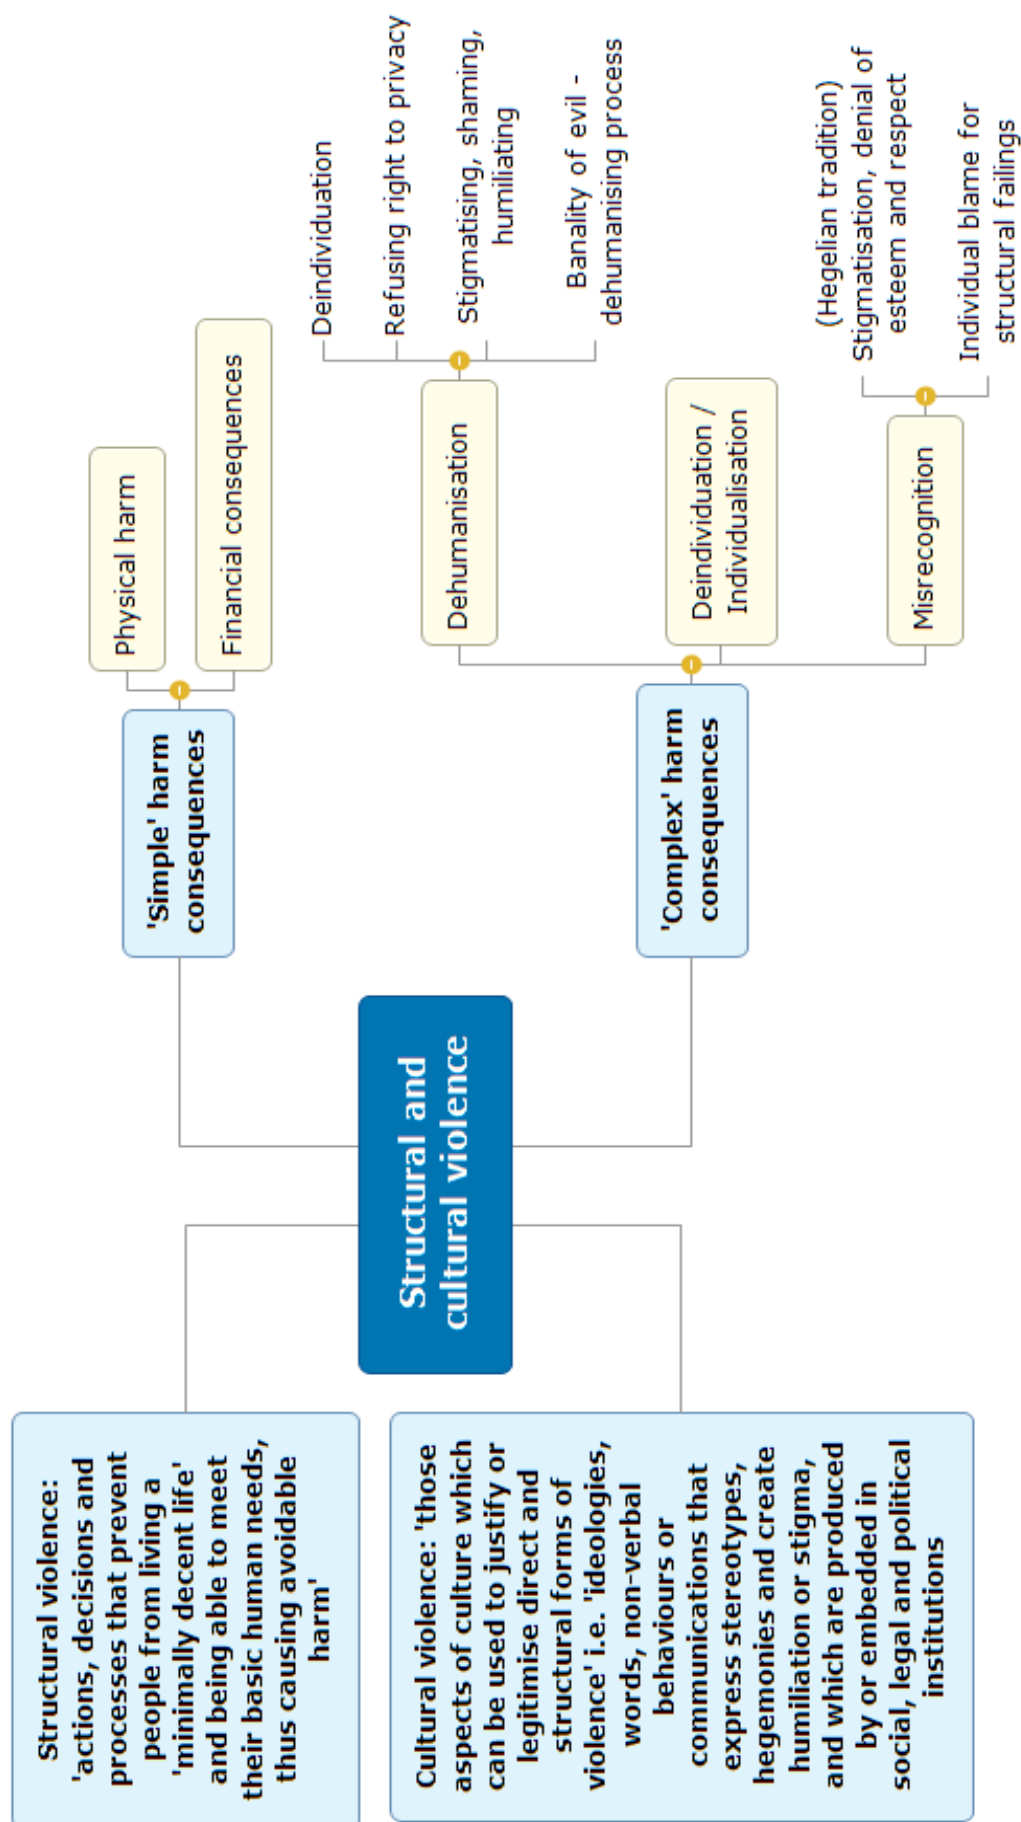 Structural violence:
'actions, decisions and
processes that prevent
people from living a
'minimally decent life'
and being able to meet
their basic human needs,
thus causing avoidable
harm'
Cultural violence: 'those
aspects of culture which
can be used to justify or
legitimise direct and
structural forms of
violence' i.e. 'ideologies,
words, non-verbal
behaviours or
communications that
express stereotypes,
hegemonies and create
humiliation or stigma,
and which are produced
by or embedded in
social, legal and political
institutions
Structural and
cultural violence
'Simple' harm
consequences
Physical harm
Financial consequences
'Complex' harm
consequences
Dehumanisation
Deindividuation
Refusing right to privacy
Stigmatising, shaming,
humiliating
Banality of evil -
dehumanising process
Deindividuation /
Individualisation
Misrecognition
(Hegelian tradition)
Stigmatisation, denial of
esteem and respect
Individual blame for
structural failings